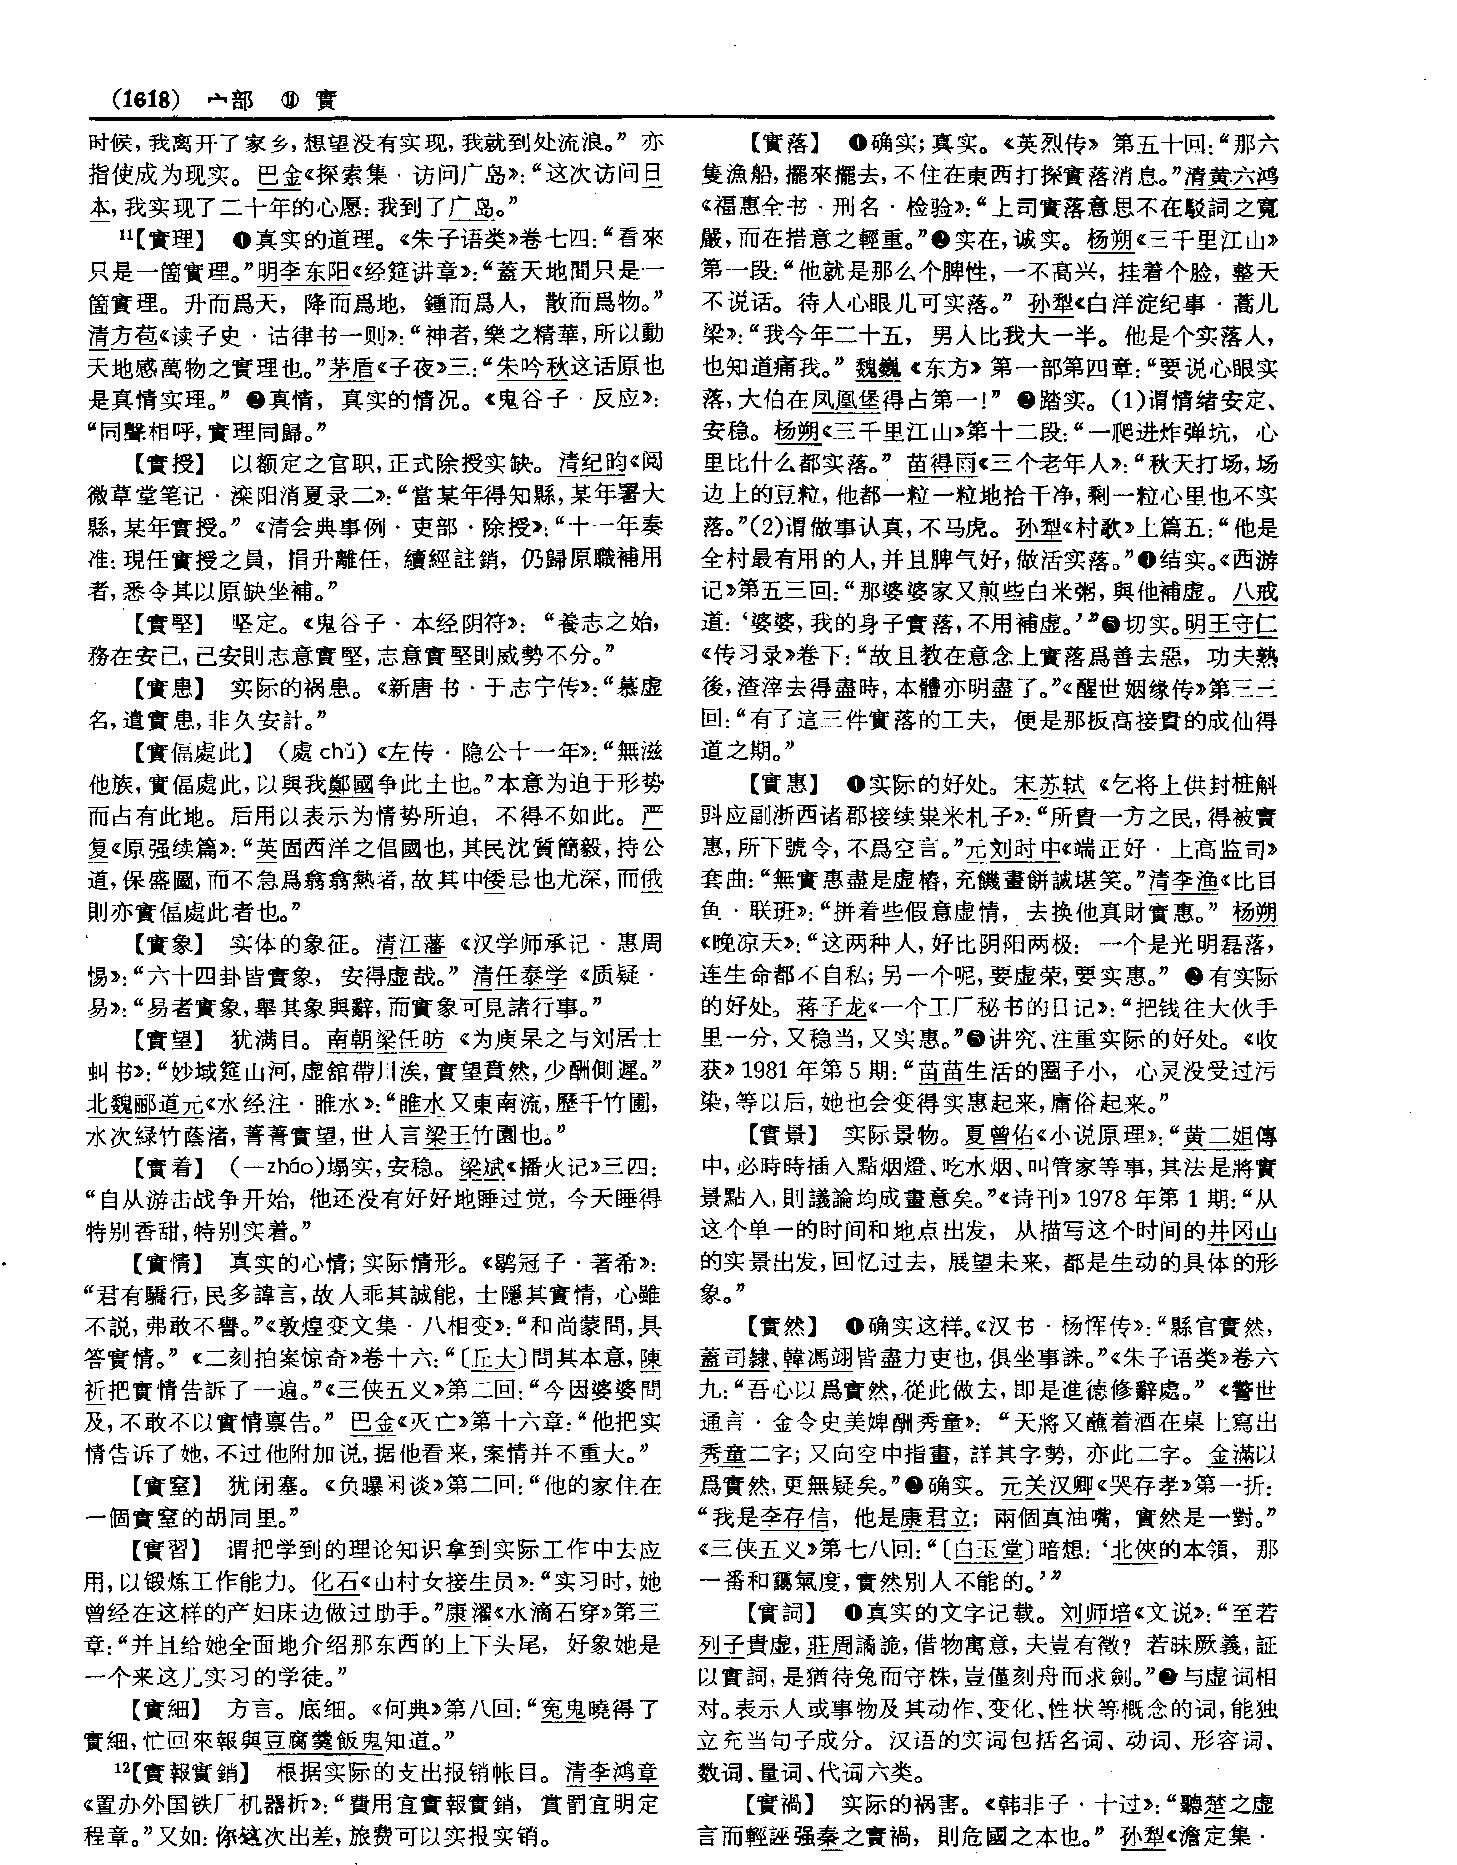 (1618) 宀部 ⑪ 實
时候,我离开了家乡,想望没有实现,我就到处流浪。” 亦
指使成为现实。 巴金《探索集·访问广岛》:“这次访问日
本,我实现了二十年的心愿:我到了广岛。”
11【實理】 ❶真实的道理。《朱子语类》卷七四:“看來
只是一箇實理。”明李东阳《经筵讲章》:“蓋天地間只是一
箇實理。升而爲天, 降而爲地, 鍾而爲人, 散而爲物。”
清方苞《读子史·诂律书一则》:“神者,樂之精華,所以動
天地感萬物之實理也。”茅盾《子夜》三:“朱吟秋这话原也
是真情实理。” ❷真情, 真实的情况。《鬼谷子·反应》:
“同聲相呼,實理同歸。”
【實授】 以额定之官职,正式除授实缺。清纪昀《阅
微草堂笔记·滦阳消夏录二》:“當某年得知縣,某年署大
縣,某年實授。”《清会典事例·吏部·除授》:“十一年奏
准:現任實授之員, 捐升離任, 續經註銷, 仍歸原職補用
者,悉令其以原缺坐補。”
【實堅】 坚定。《鬼谷子·本经阴符》: “養志之始,
務在安己,己安則志意實堅,志意實堅則威勢不分。”
【實患】 实际的祸患。《新唐书·于志宁传》:“慕虚
名,遺實患,非久安計。”
【實偪處此】 (處 chǔ)《左传·隐公十一年》:“無滋
他族,實偪處此,以與我鄭國争此土也。”本意为迫于形势
而占有此地。后用以表示为情势所迫, 不得不如此。 严
复《原强续篇》:“英固西洋之倡國也,其民沈質簡毅,持公
道,保盛圖,而不急爲翕翕熱者,故其中倭忌也尤深,而俄
則亦實偪處此者也。”
【實象】 实体的象征。清江藩《汉学师承记·惠周
惕》:“六十四卦皆實象, 安得虚哉。” 清任泰学《质疑·
易》:“易者實象,舉其象與辭,而實象可見諸行事。”
【實望】 犹满目。南朝梁任昉《为庾杲之与刘居士
虯书》:“妙域筵山河,虚舘帶川涘,實望賁然,少酬側遲。”
北魏郦道元《水经注·睢水》:“睢水又東南流,歷千竹圃,
水次緑竹蔭渚,菁菁實望,世人言梁王竹園也。”
【實着】 (—zháo)塌实,安稳。梁斌《播火记》三四:
“自从游击战争开始, 他还没有好好地睡过觉, 今天睡得
特别香甜,特别实着。”
【實情】 真实的心情;实际情形。《鹖冠子·著希》:
“君有驕行,民多諱言,故人乖其誠能, 士隱其實情, 心雖
不説,弗敢不譽。”《敦煌变文集·八相变》:“和尚蒙問,具
答實情。”《二刻拍案惊奇》卷十六:“〔丘大〕問其本意,陳
祈把實情告訴了一遍。”《三侠五义》第二回:“今因婆婆問
及,不敢不以實情禀告。” 巴金《灭亡》第十六章:“他把实
情告诉了她,不过他附加说,据他看来,案情并不重大。”
【實窒】 犹闭塞。《负曝闲谈》第二回:“他的家住在
一個實窒的胡同里。”
【實習】 谓把学到的理论知识拿到实际工作中去应
用,以锻炼工作能力。化石《山村女接生员》:“实习时,她
曾经在这样的产妇床边做过助手。”康濯《水滴石穿》第三
章:“并且给她全面地介绍那东西的上下头尾, 好象她是
一个来这儿实习的学徒。”
【實細】 方言。底细。《何典》第八回:“冤鬼曉得了
實細,忙回來報與豆腐羹飯鬼知道。”
12【實報實銷】 根据实际的支出报销帐目。清李鸿章
《置办外国铁厂机器折》:“費用宜實報實銷, 賞罰宜明定
程章。”又如:你这次出差,旅费可以实报实销。
【實落】 ❶确实;真实。《英烈传》第五十回:“那六
隻漁船,擺來擺去,不住在東西打探實落消息。”清黄六鸿
《福惠全书·刑名·检验》:“上司實落意思不在駁詞之寬
嚴,而在措意之輕重。”❷实在,诚实。 杨朔《三千里江山》
第一段:“他就是那么个脾性,一不高兴, 挂着个脸, 整天
不说话。待人心眼儿可实落。” 孙犁《白洋淀纪事·蒿儿
梁》:“我今年二十五, 男人比我大一半。他是个实落人,
也知道痛我。” 魏巍《东方》第一部第四章:“要说心眼实
落,大伯在凤凰堡得占第一!” ❸踏实。(1)谓情绪安定、
安稳。杨朔《三千里江山》第十二段:“一爬进炸弹坑, 心
里比什么都实落。” 苗得雨《三个老年人》:“秋天打场,场
边上的豆粒,他都一粒一粒地拾干净,剩一粒心里也不实
落。”(2)谓做事认真,不马虎。孙犁《村歌》上篇五:“他是
全村最有用的人,并且脾气好,做活实落。”❹结实。《西游
记》第五三回:“那婆婆家又煎些白米粥,與他補虚。 八戒
道:‘婆婆,我的身子實落,不用補虚。’”❺切实。明王守仁
《传习录》卷下:“故且教在意念上實落爲善去惡, 功夫熟
後,渣滓去得盡時,本體亦明盡了。”《醒世姻缘传》第三二
回:“有了這三件實落的工夫, 便是那扳高接貴的成仙得
道之期。”
【實惠】 ❶实际的好处。宋苏轼《乞将上供封桩斛
㪷应副浙西诸郡接续粜米札子》:“所貴一方之民,得被實
惠,所下號令,不爲空言。”元刘时中《端正好·上高监司》
套曲:“無實惠盡是虚樁,充饑畫餅誠堪笑。”清李渔《比目
鱼·联班》:“拼着些假意虚情, 去换他真財實惠。” 杨朔
《晚凉天》:“这两种人,好比阴阳两极: 一个是光明磊落,
连生命都不自私;另一个呢,要虚荣,要实惠。” ❷有实际
的好处。蒋子龙《一个工厂秘书的日记》:“把钱往大伙手
里一分,又稳当,又实惠。”❸讲究、注重实际的好处。《收
获》1981 年第 5 期:“苗苗生活的圈子小, 心灵没受过污
染,等以后,她也会变得实惠起来,庸俗起来。”
【實景】 实际景物。夏曾佑《小说原理》:“黄二姐傳
中,必時時插入點烟燈、吃水烟、叫管家等事,其法是將實
景點入,則議論均成畫意矣。”《诗刊》1978 年第 1 期:“从
这个单一的时间和地点出发, 从描写这个时间的井冈山
的实景出发,回忆过去,展望未来, 都是生动的具体的形
象。”
【實然】 ❶确实这样。《汉书·杨恽传》:“縣官實然,
蓋司隸、韓馮翊皆盡力吏也,俱坐事誅。”《朱子语类》卷六
九:“吾心以爲實然,從此做去,即是進德修辭處。”《警世
通言·金令史美婢酬秀童》: “天將又蘸着酒在桌上寫出
秀童二字;又向空中指畫,詳其字勢, 亦此二字。 金滿以
爲實然,更無疑矣。”❷确实。 元关汉卿《哭存孝》第一折:
“我是李存信, 他是康君立; 兩個真油嘴, 實然是一對。”
《三侠五义》第七八回:“〔白玉堂〕暗想:‘北俠的本領, 那
一番和藹氣度,實然別人不能的。’”
【實詞】 ❶真实的文字记载。 刘师培《文说》:“至若
列子貴虚,莊周譎詭,借物寓意,夫豈有徵? 若昧厥義,証
以實詞,是猶待兔而守株,豈僅刻舟而求劍。”❷与虚词相
对。表示人或事物及其动作、变化、性状等概念的词,能独
立充当句子成分。汉语的实词包括名词、动词、形容词、
数词、量词、代词六类。
【實禍】 实际的祸害。《韩非子·十过》:“聽楚之虚
言而輕誣强秦之實禍, 則危國之本也。” 孙犁《澹定集·